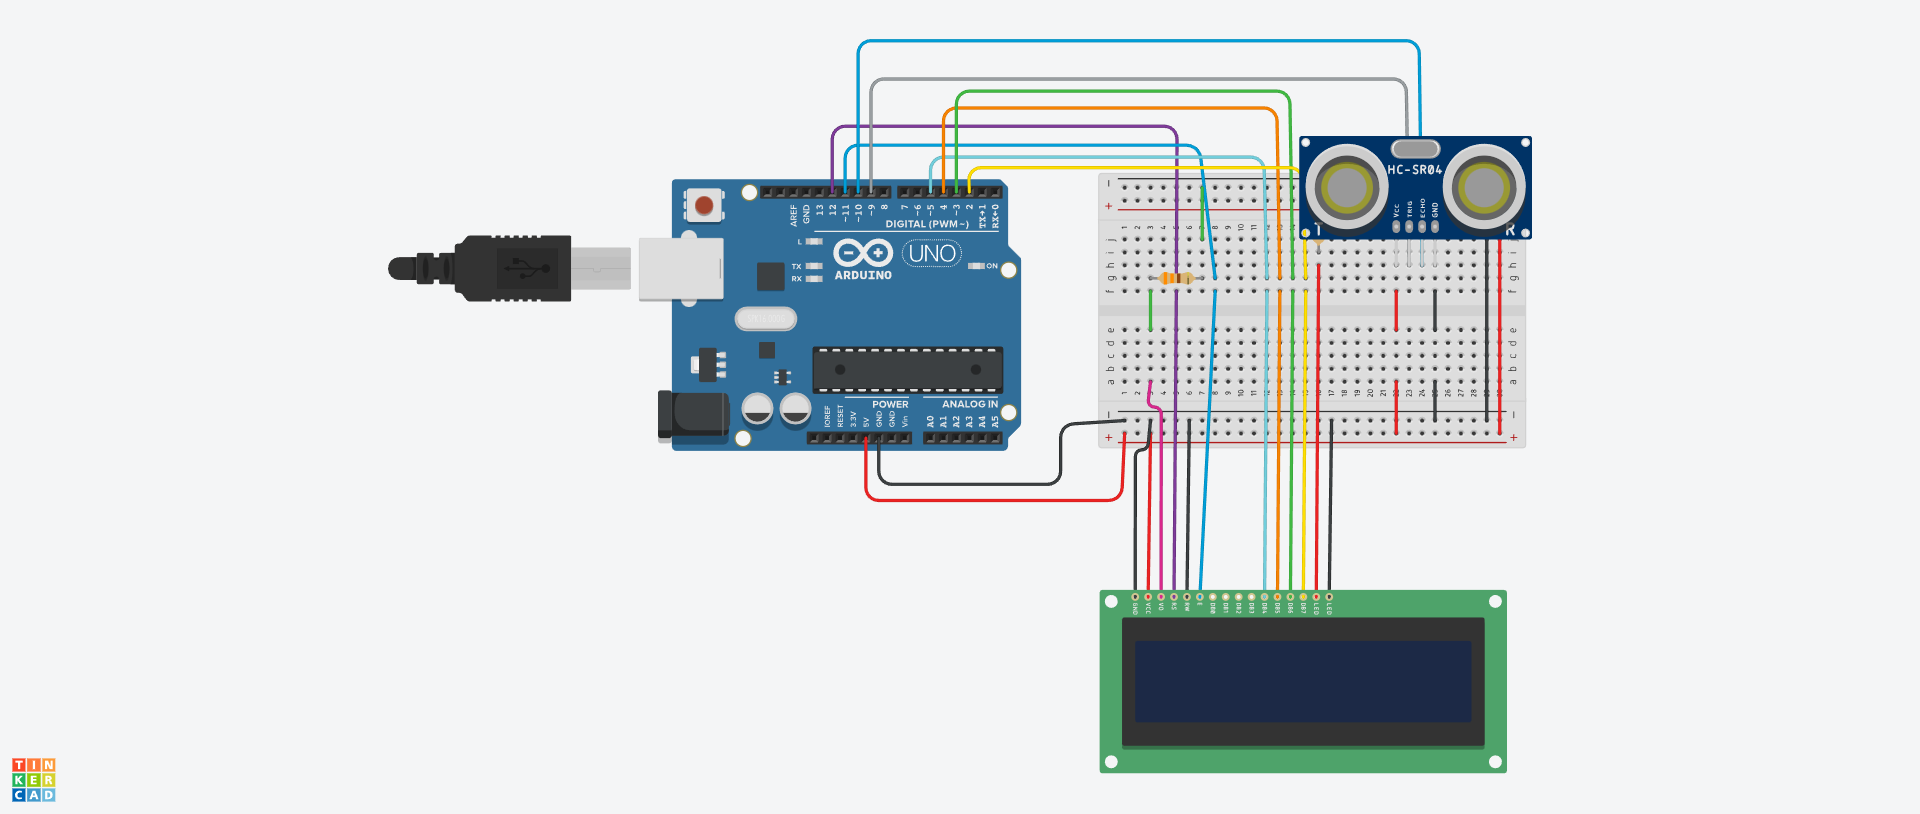 HC-SR04
VCC
TRIG
ECHO
GND
T
R
AREF
GND
13
12
~11
~10
~9
8
7
~6
~5
4
~3
2
TX→1
RX←0
DIGITAL (PWM~)
L
TX
RX
ARDUINO
UNO
ON
POWER
ANALOG IN
IOREF
RESET
3.3V
5V
GND
GND
Vin
A0
A1
A2
A3
A4
A5
GND
VCC
V0
RS
RW
E
DB0
DB1
DB2
DB3
DB4
DB5
DB6
DB7
LED
LED
TIN
KER
CAD